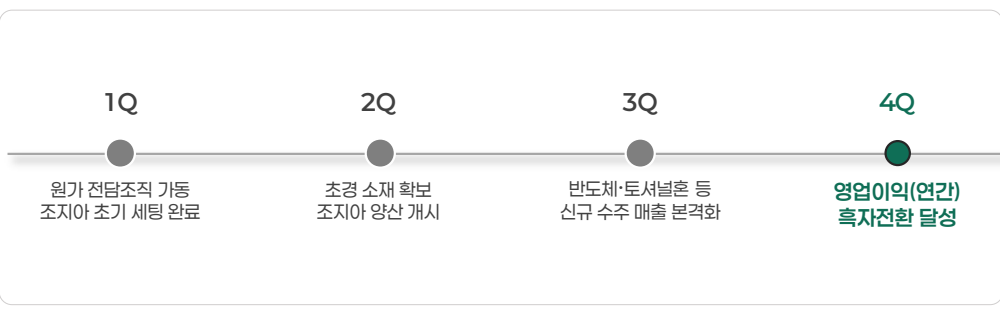 1Q
원가 전담조직 가동
조지아 초기 세팅 완료
2Q
초경 소재 확보
조지아 양산 개시
3Q
반도체·토셔널혼 등
신규 수주 매출 본격화
4Q
영업이익(연간)
흑자전환 달성